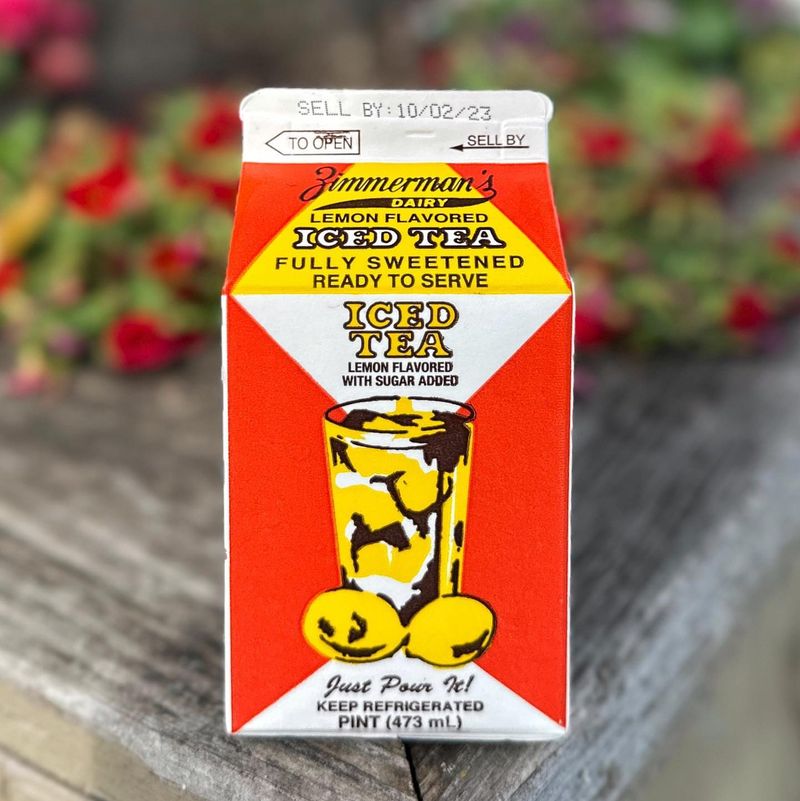 SELL BY:10/02/23
TO OPEN
SELL BY
Zimmerman's
DAIRY
LEMON FLAVORED
ICED TEA
FULLY SWEETENED
READY TO SERVE
ICED
TEA
LEMON FLAVORED
WITH SUGAR ADDED
Just Pour It!
KEEP REFRIGERATED
PINT (473 mL)